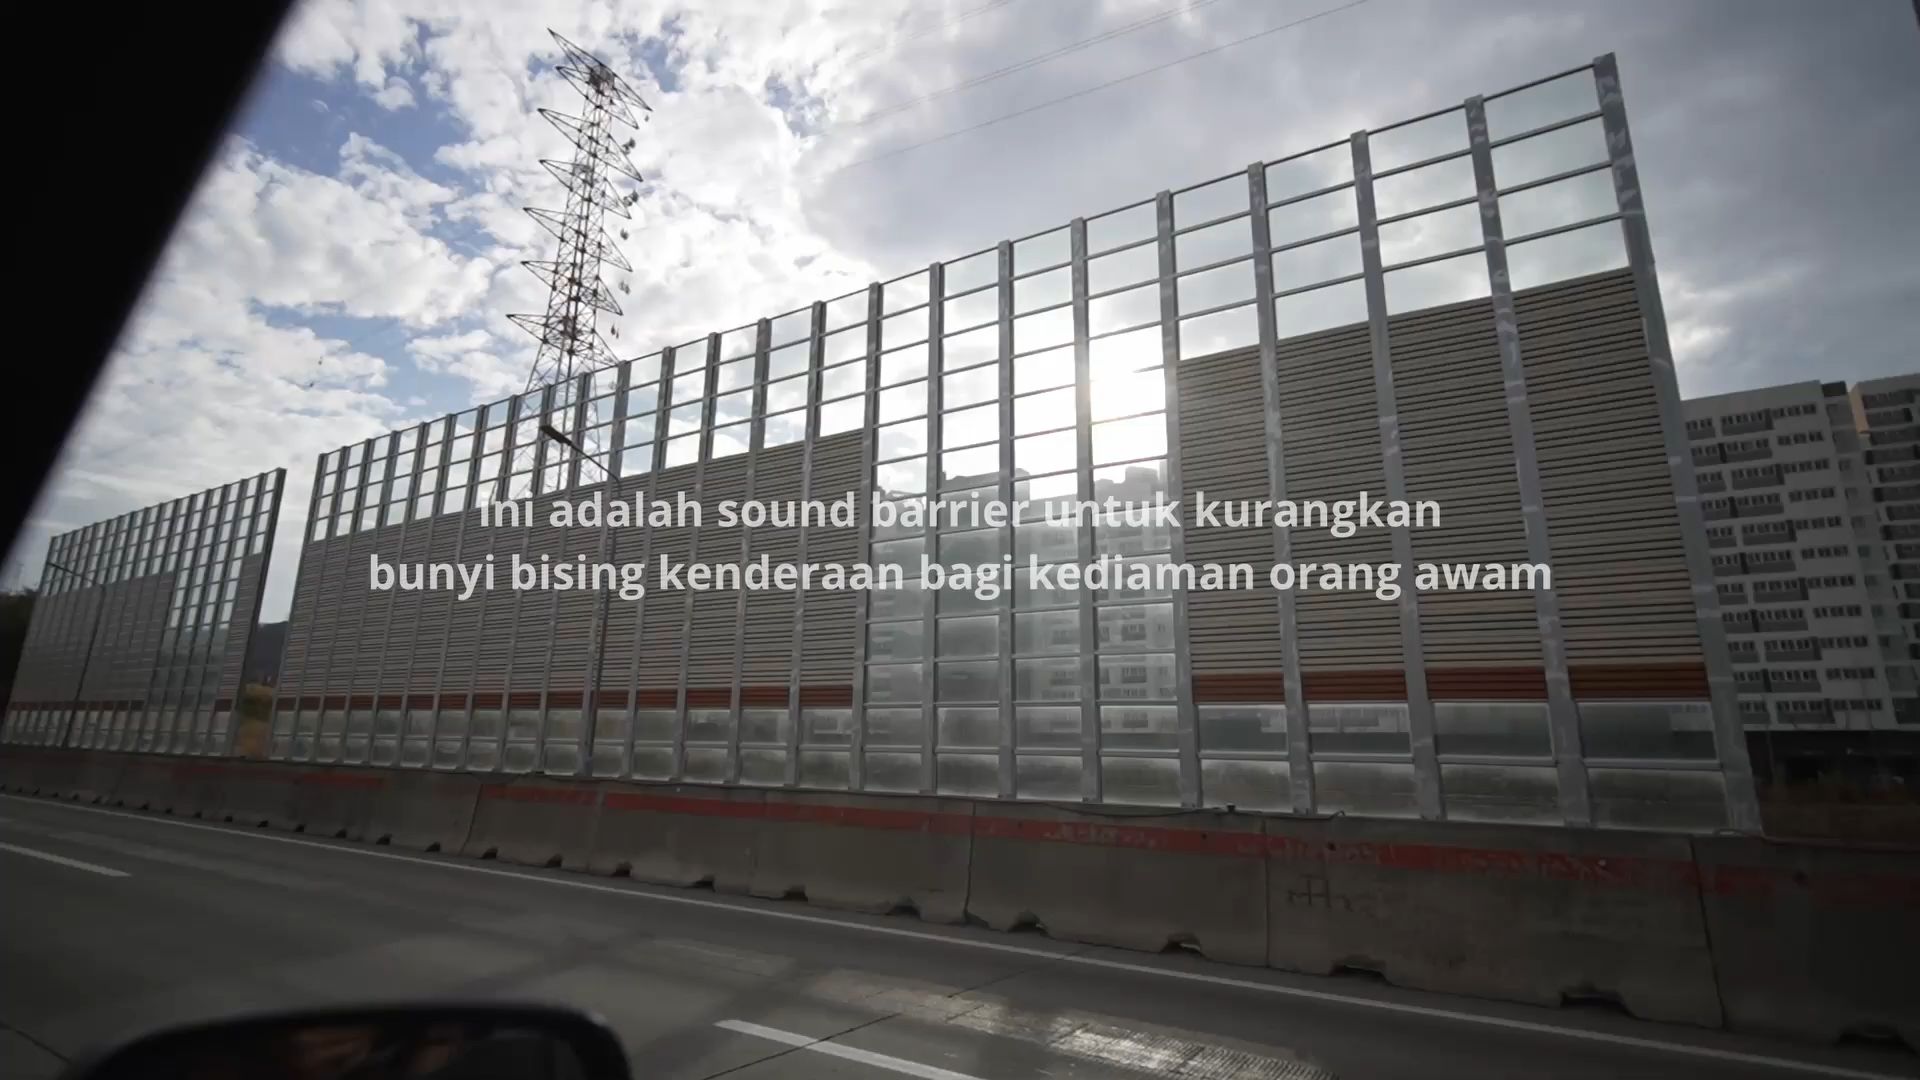 ini adalah sound barrier untuk kurangkan
bunyi bising kenderaan bagi kediaman orang awam